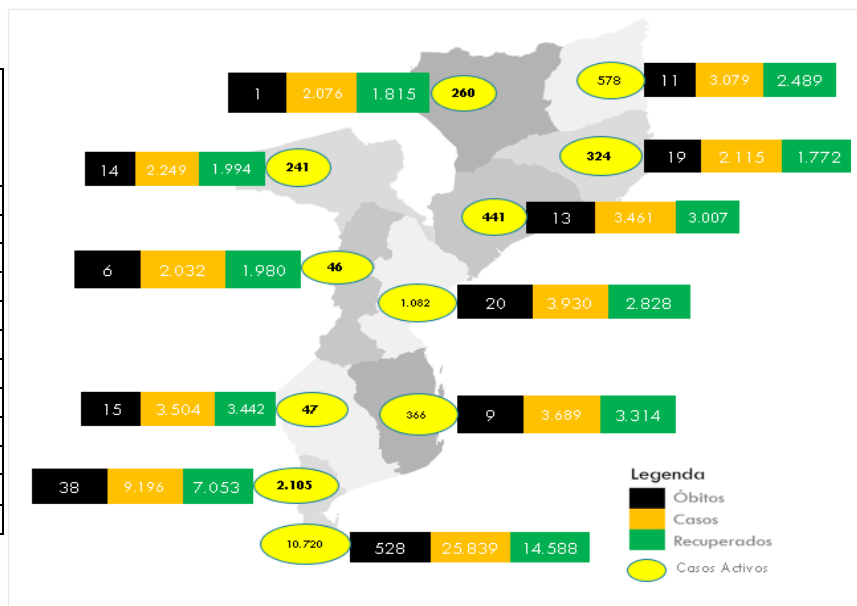 578 11 3.079 2.489
1 2.076 1.815 260
324 19 2.115 1.772
14 2.249 1.994 241
441 13 3.461 3.007
6 2.032 1.980 46
1.082 20 3.930 2.828
15 3.504 3.442 47
366 9 3.689 3.314
38 9.196 7.053 2.105
10.720 528 25.839 14.588
Legenda
Óbitos
Casos
Recuperados
Casos Activos